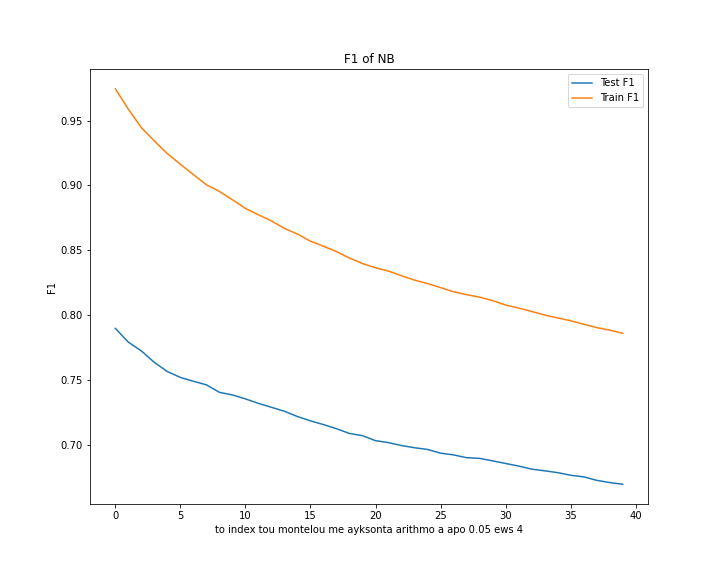 F1 of NB
Test F1
Train F1
0.95
0.90
0.85
0.80
0.75
0.70
F1
0 5 10 15 20 25 30 35 40
to index tou montelou me ayksonta arithmo a apo 0.05 ews 4